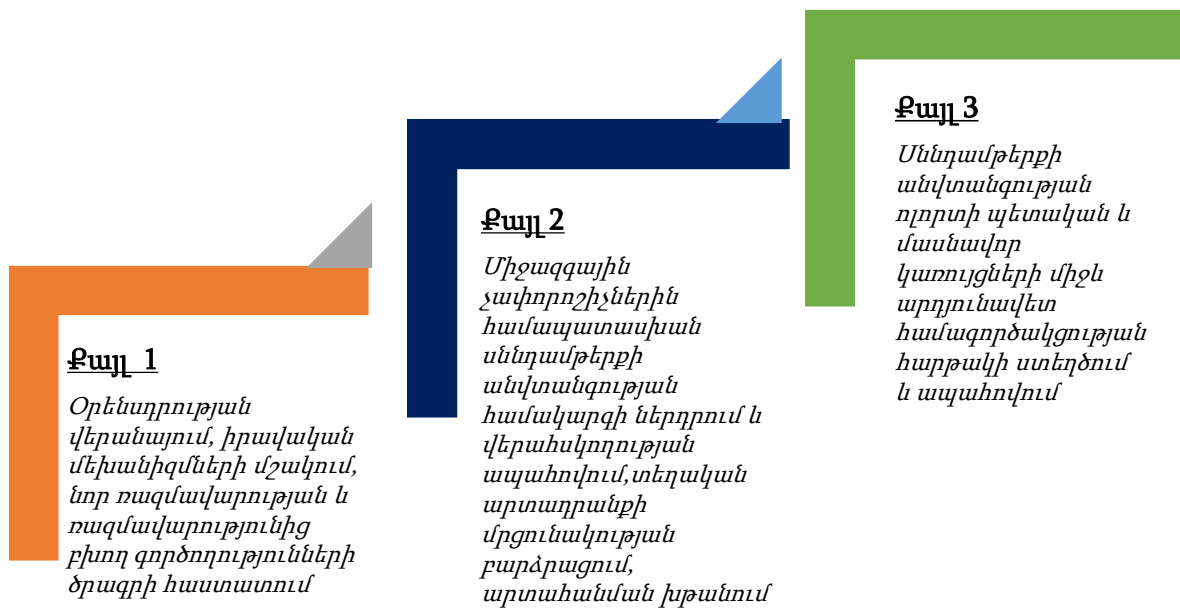 Քայլ 1
Օրենսդրության
վերանայում, իրավական
մեխանիզմների մշակում,
նոր ռազմավարության և
ռազմավարությունից
բխող գործողությունների
ծրագրի հաստատում
Քայլ 2
Միջազգային
չափորոշիչներին
համապատասխան
սննդամթերքի
անվտանգության
համակարգի ներդրում և
վերահսկողության
ապահովում,տեղական
արտադրանքի
մրցունակության
բարձրացում,
արտահանման խթանում
Քայլ 3
Սննդամթերքի
անվտանգության
ոլորտի պետական և
մասնավոր
կառույցների միջև
արդյունավետ
համագործակցության
հարթակի ստեղծում
և ապահովում